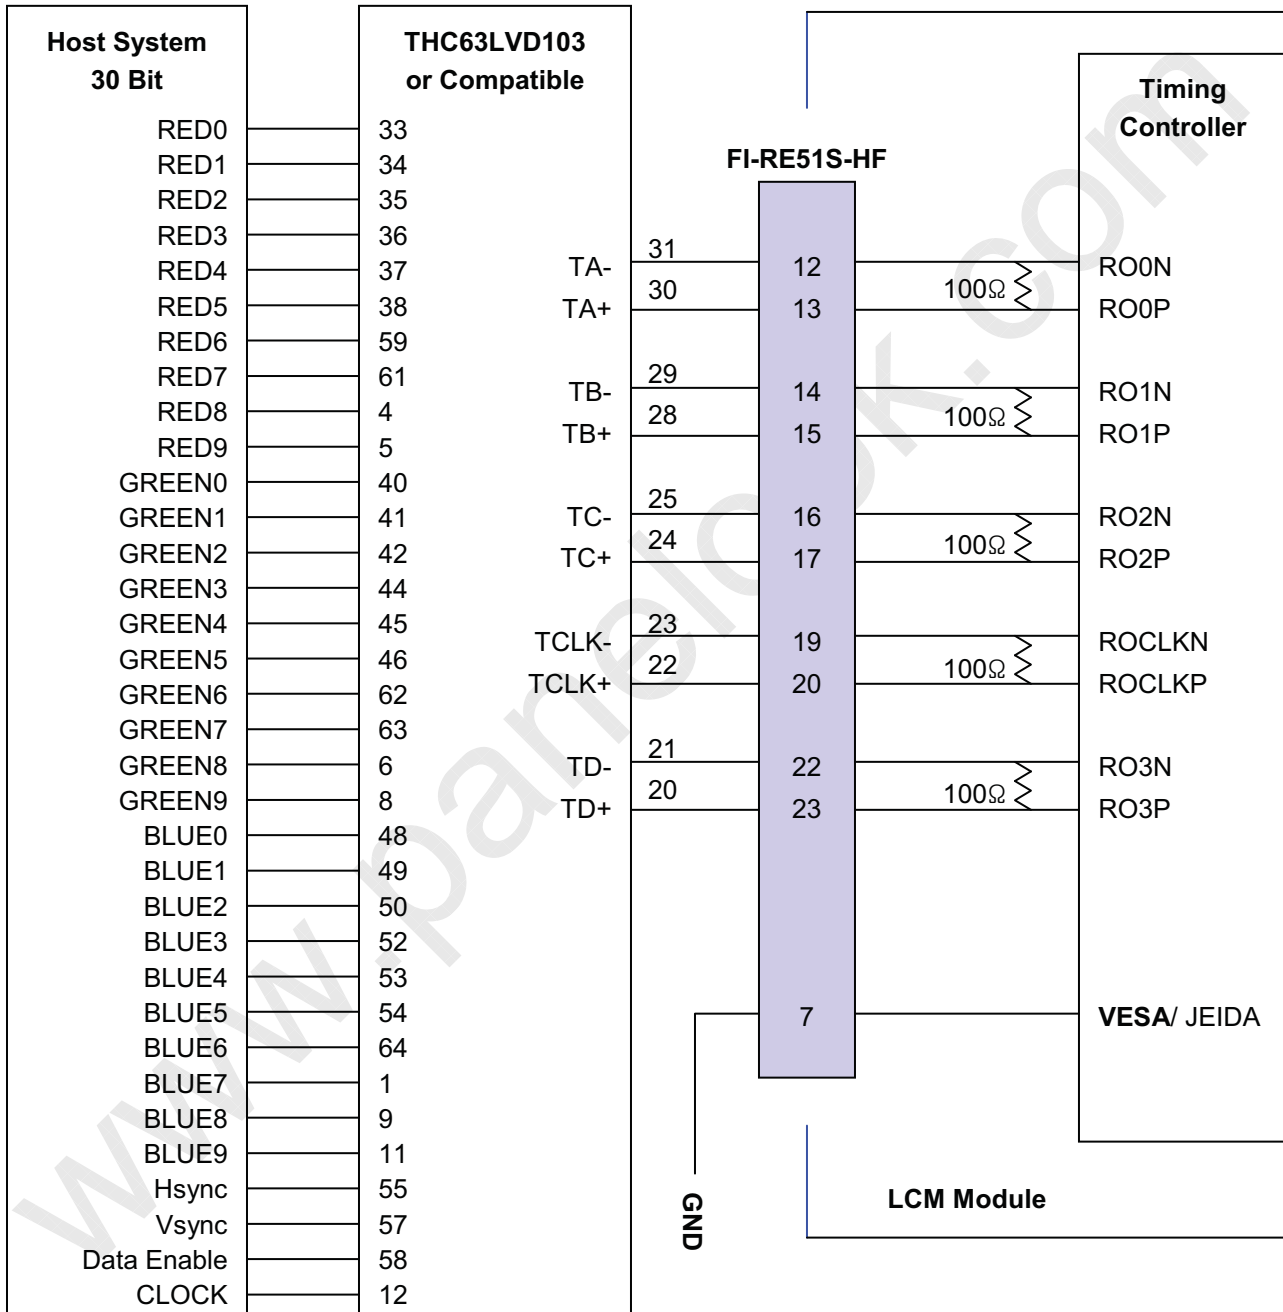 Host System
30 Bit
RED0
RED1
RED2
RED3
RED4
RED5
RED6
RED7
RED8
RED9
GREEN0
GREEN1
GREEN2
GREEN3
GREEN4
GREEN5
GREEN6
GREEN7
GREEN8
GREEN9
BLUE0
BLUE1
BLUE2
BLUE3
BLUE4
BLUE5
BLUE6
BLUE7
BLUE8
BLUE9
Hsync
Vsync
Data Enable
CLOCK
THC63LVD103
or Compatible
33
34
35
36
37
38
59
61
4
5
40
41
42
44
45
46
62
63
6
8
48
49
50
52
53
54
64
1
9
11
55
57
58
12
TA- 31
TA+ 30
TB- 29
TB+ 28
TC- 25
TC+ 24
TCLK- 23
TCLK+ 22
TD- 21
TD+ 20
FI-RE51S-HF
12
13
14
15
16
17
19
20
22
23
7
GND
100Ω
100Ω
100Ω
100Ω
100Ω
Timing
Controller
RO0N
RO0P
RO1N
RO1P
RO2N
RO2P
ROCLKN
ROCLKP
RO3N
RO3P
VESA/ JEIDA
LCM Module
www.panelook.com